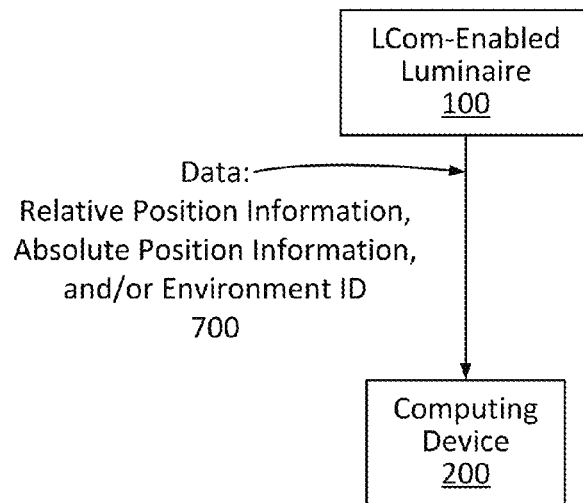 LCom-Enabled
Luminaire
100
Data:
Relative Position Information,
Absolute Position Information,
and/or Environment ID
700
Computing
Device
200